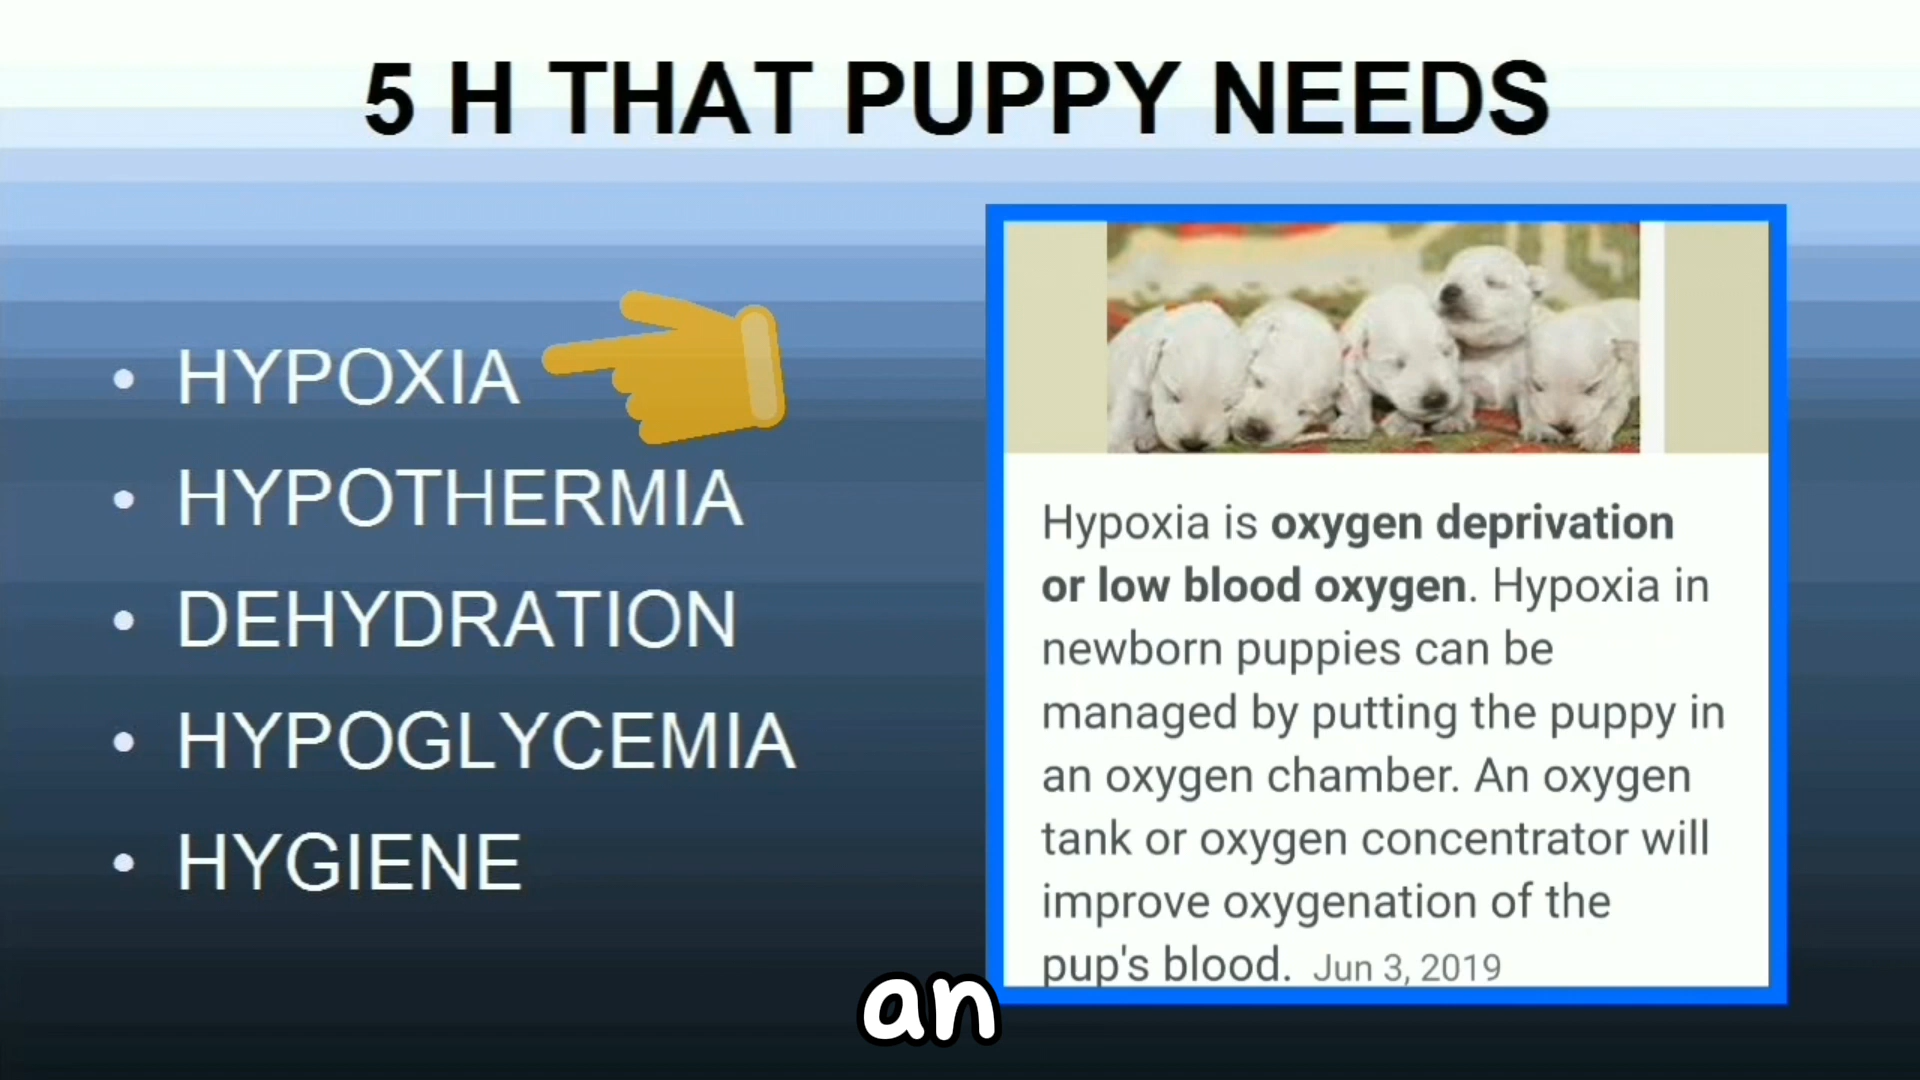 5 H THAT PUPPY NEEDS
• HYPOXIA
• HYPOTHERMIA
• DEHYDRATION
• HYPOGLYCEMIA
• HYGIENE
Hypoxia is oxygen deprivation
or low blood oxygen. Hypoxia in
newborn puppies can be
managed by putting the puppy in
an oxygen chamber. An oxygen
tank or oxygen concentrator will
improve oxygenation of the
pup's blood. Jun 3, 2019
an